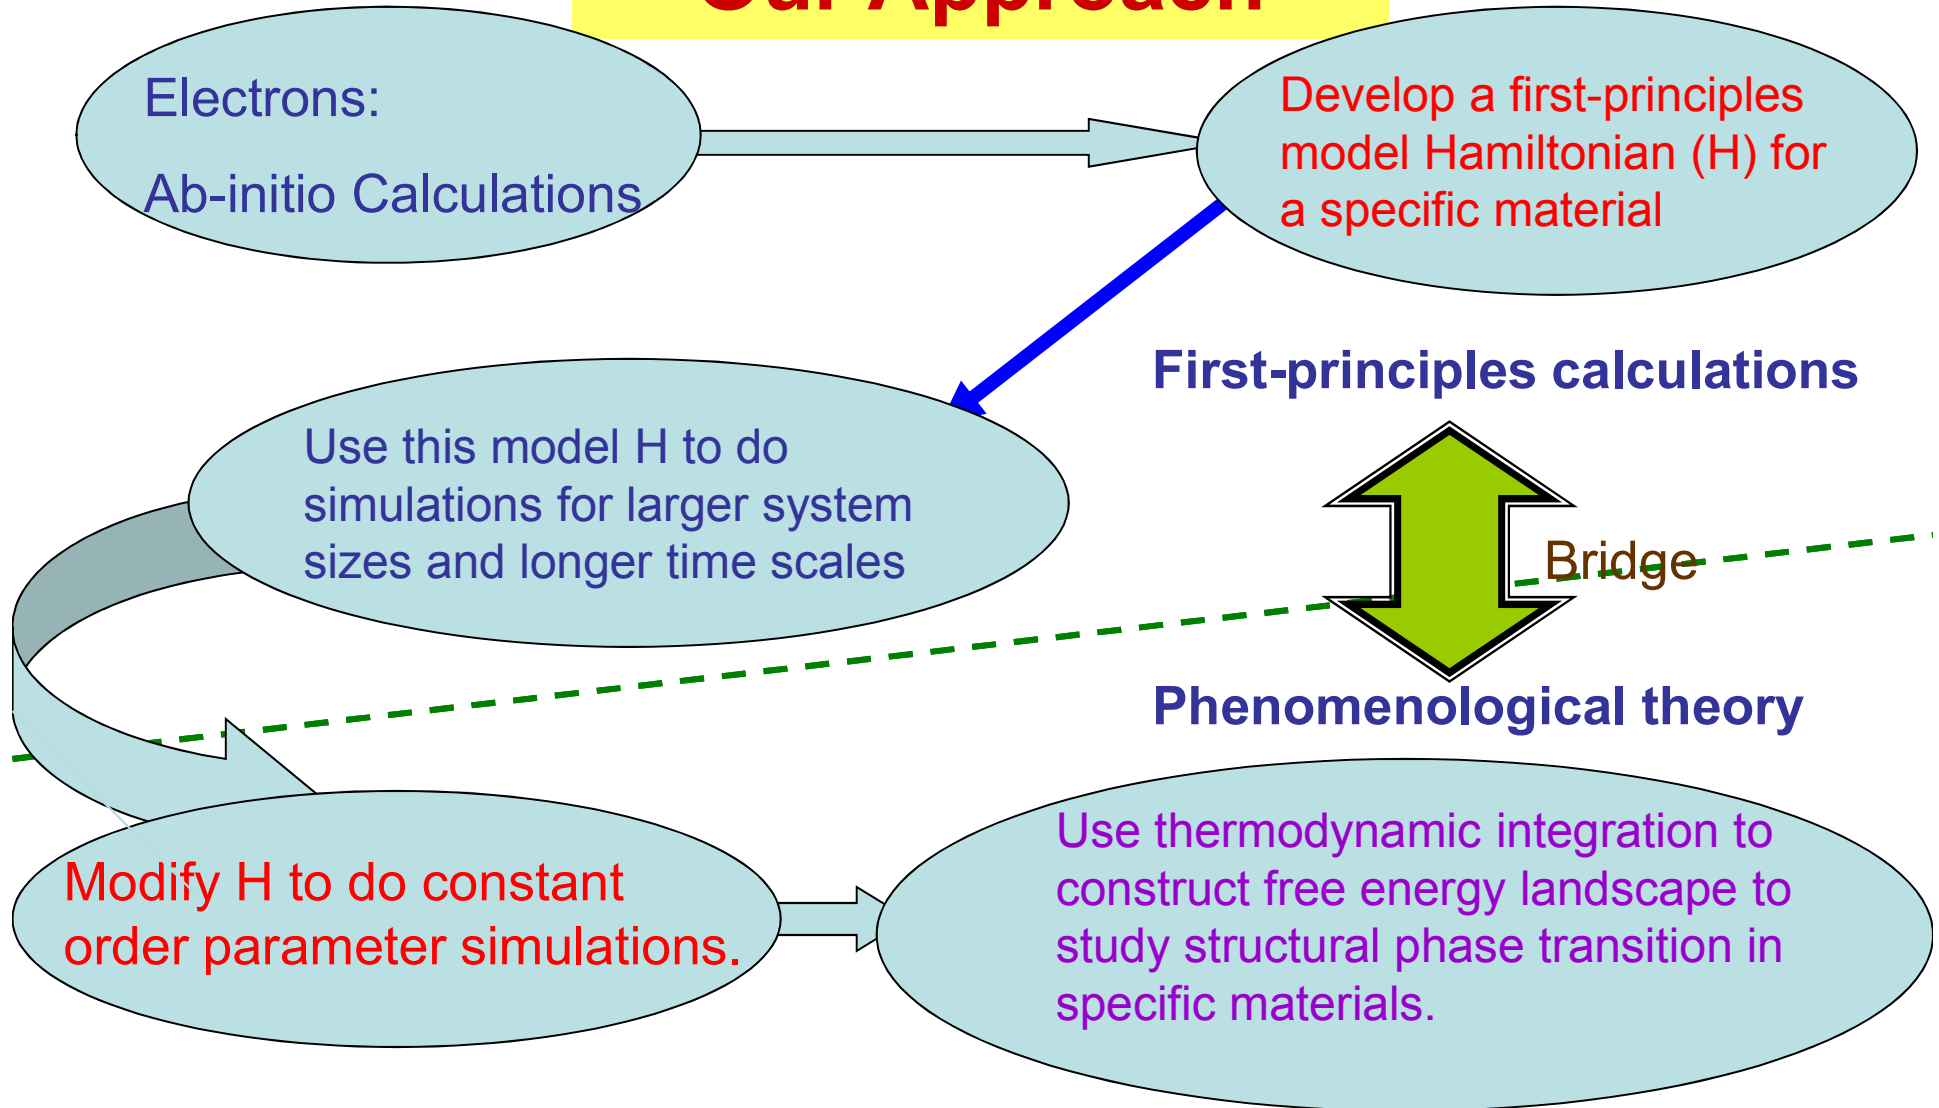 Our Approach
Electrons:
Ab-initio Calculations
Develop a first-principles
model Hamiltonian (H) for
a specific material
First-principles calculations
Use this model H to do
simulations for larger system
sizes and longer time scales
Bridge
Phenomenological theory
Modify H to do constant
order parameter simulations.
Use thermodynamic integration to
construct free energy landscape to
study structural phase transition in
specific materials.